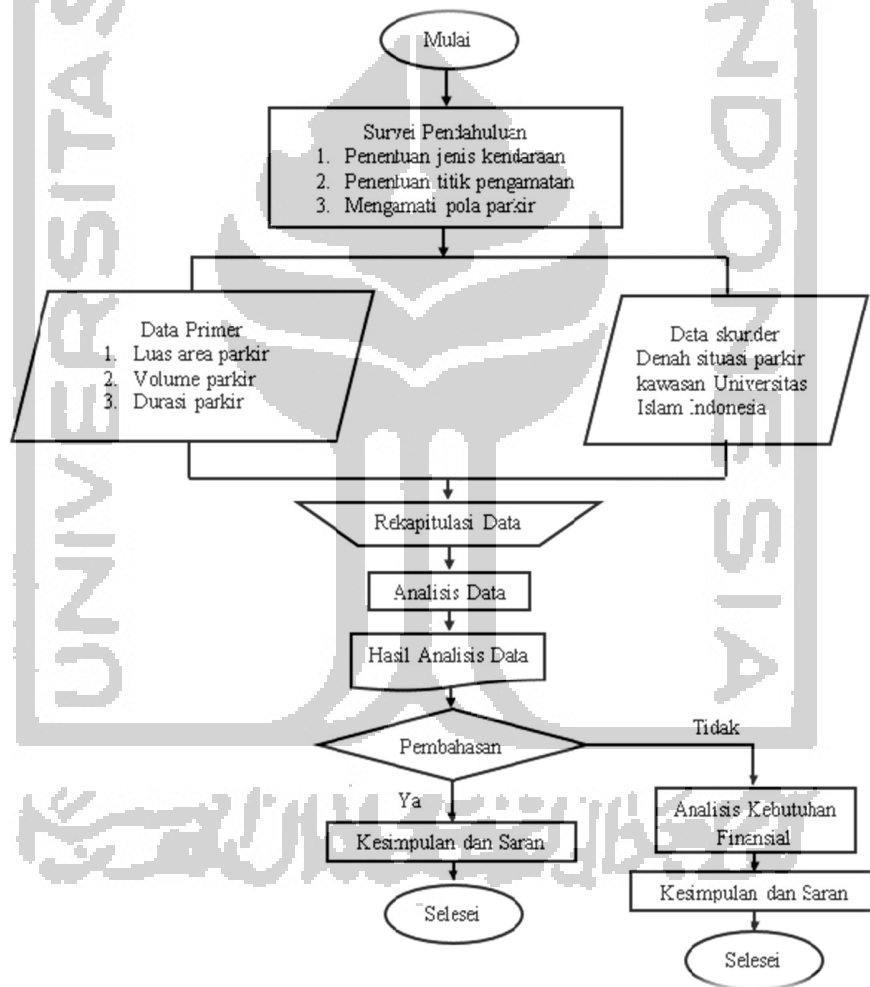 Mulai
Survei Pendahuluan
1. Penentuan jenis kendaraan
2. Penentuan titik pengamatan
3. Mengamati pola parkir
Data Primer
1. Luas area parkir
2. Volume parkir
3. Durasi parkir
Data skunder
Denah situasi parkir
kawasan Universitas
Islam Indonesia
Rekapitulasi Data
Analisis Data
Hasil Analisis Data
Pembahasan
Tidak
Ya
Analisis Kebutuhan
Finansial
Kesimpulan dan Saran
Kesimpulan dan Saran
Selesei
Selesei
UNIVERSITAS
NDONESIA